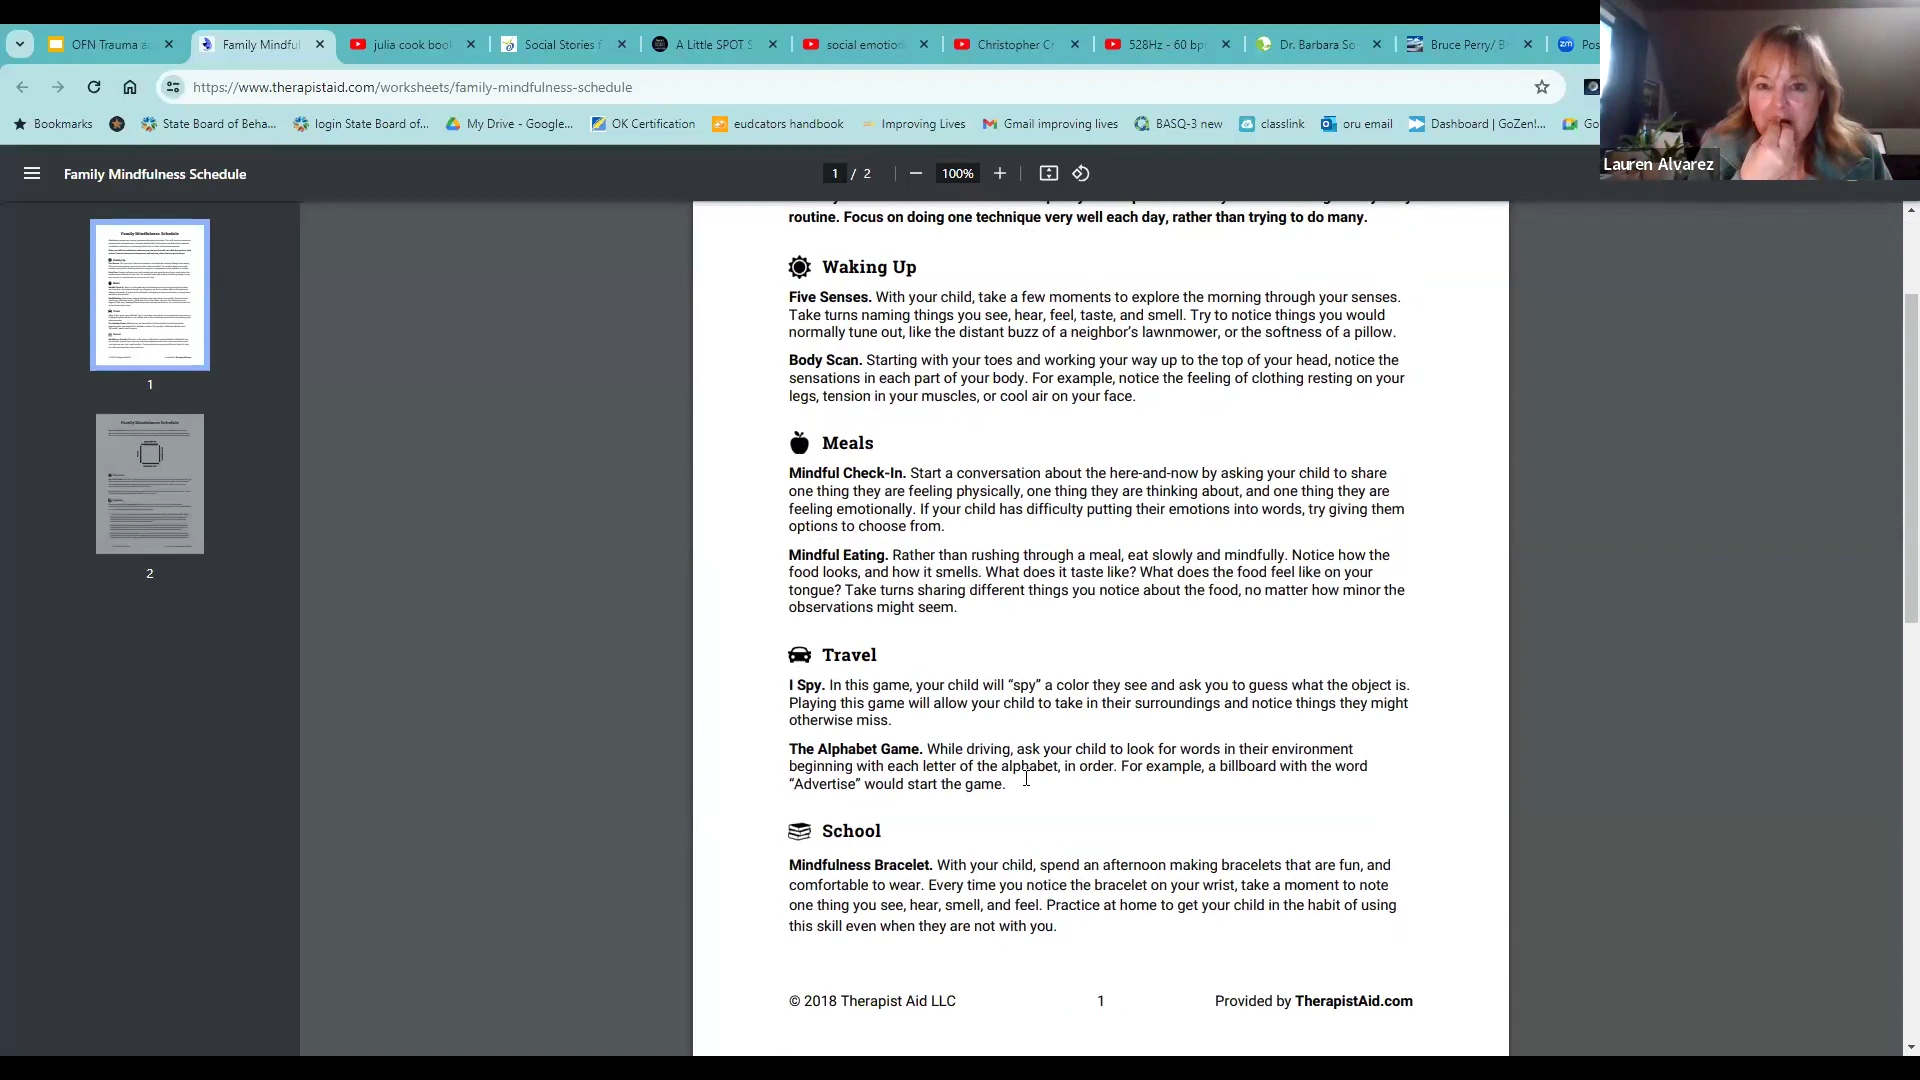 OFN Trauma a
Family Mindful
julia cook boo
Social Stories f
A Little SPOT S
social emotio
Christopher Cr
528Hz - 60 bp
Dr. Barbara So
Bruce Perry/ B
Pos
https://www.therapistaid.com/worksheets/family-mindfulness-schedule
Bookmarks
State Board of Beha...
login State Board of...
My Drive - Google...
OK Certification
eudcators handbook
Improving Lives
Gmail improving lives
BASQ-3 new
classlink
oru email
Dashboard | GoZen!...
Go
Lauren Alvarez
Family Mindfulness Schedule
1 / 2
100%
1
2
routine. Focus on doing one technique very well each day, rather than trying to do many.
Waking Up
Five Senses. With your child, take a few moments to explore the morning through your senses.
Take turns naming things you see, hear, feel, taste, and smell. Try to notice things you would
normally tune out, like the distant buzz of a neighbor’s lawnmower, or the softness of a pillow.
Body Scan. Starting with your toes and working your way up to the top of your head, notice the
sensations in each part of your body. For example, notice the feeling of clothing resting on your
legs, tension in your muscles, or cool air on your face.
Meals
Mindful Check-In. Start a conversation about the here-and-now by asking your child to share
one thing they are feeling physically, one thing they are thinking about, and one thing they are
feeling emotionally. If your child has difficulty putting their emotions into words, try giving them
options to choose from.
Mindful Eating. Rather than rushing through a meal, eat slowly and mindfully. Notice how the
food looks, and how it smells. What does it taste like? What does the food feel like on your
tongue? Take turns sharing different things you notice about the food, no matter how minor the
observations might seem.
Travel
I Spy. In this game, your child will “spy” a color they see and ask you to guess what the object is.
Playing this game will allow your child to take in their surroundings and notice things they might
otherwise miss.
The Alphabet Game. While driving, ask your child to look for words in their environment
beginning with each letter of the alphabet, in order. For example, a billboard with the word
“Advertise” would start the game.
School
Mindfulness Bracelet. With your child, spend an afternoon making bracelets that are fun, and
comfortable to wear. Every time you notice the bracelet on your wrist, take a moment to note
one thing you see, hear, smell, and feel. Practice at home to get your child in the habit of using
this skill even when they are not with you.
© 2018 Therapist Aid LLC
1
Provided by TherapistAid.com